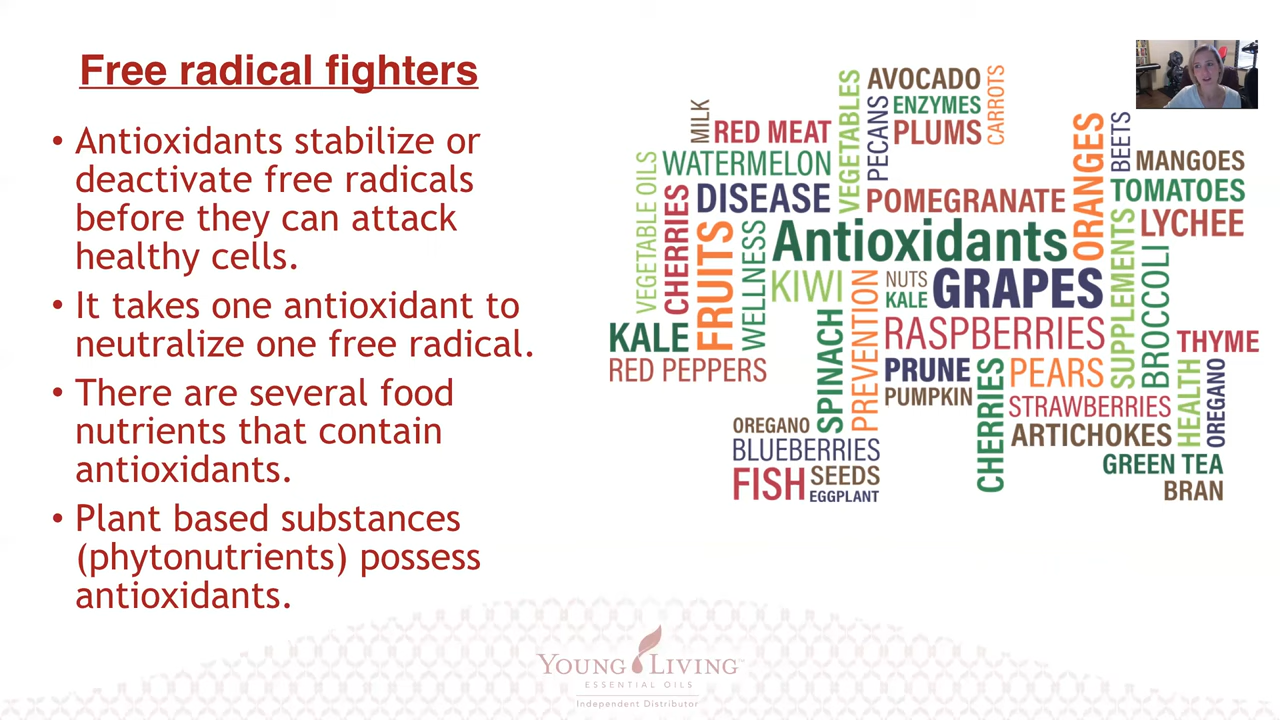 Free radical fighters
• Antioxidants stabilize or
deactivate free radicals
before they can attack
healthy cells.
• It takes one antioxidant to
neutralize one free radical.
• There are several food
nutrients that contain
antioxidants.
• Plant based substances
(phytonutrients) possess
antioxidants.
MILK
RED MEAT
VEGETABLES
AVOCADO
PECANS
ENZYMES
PLUMS
CARROTS
VEGETABLE OILS
WATERMELON
CHERRIES
DISEASE
POMEGRANATE
ORANGES
BEETS
MANGOES
TOMATOES
LYCHEE
FRUITS
WELLNESS
Antioxidants
KIWI
PREVENTION
NUTS
KALE
GRAPES
SUPPLEMENTS
BROCCOLI
KALE
RED PEPPERS
SPINACH
RASPBERRIES
THYME
PRUNE
PUMPKIN
CHERRIES
PEARS
STRAWBERRIES
HEALTH
OREGANO
ARTICHOKES
OREGANO
BLUEBERRIES
FISH
SEEDS
EGGPLANT
GREEN TEA
BRAN
YOUNG LIVING™
ESSENTIAL OILS
Independent Distributor